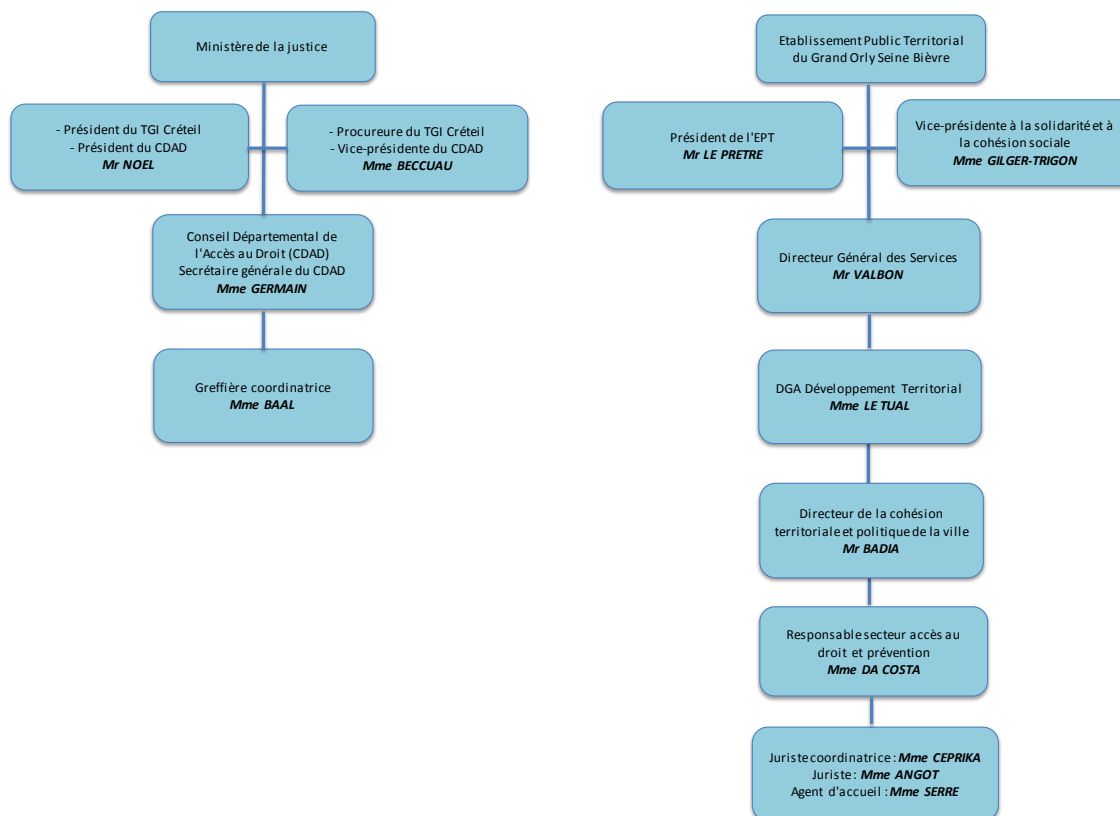 Ministère de la justice
- Président du TGI Créteil
- Président du CDAD
Mr NOEL
- Procureure du TGI Créteil
- Vice-présidente du CDAD
Mme BECCUAU
Conseil Départemental de
l'Accès au Droit (CDAD)
Secrétaire générale du CDAD
Mme GERMAIN
Greffière coordinatrice
Mme BAAL
Etablissement Public Territorial
du Grand Orly Seine Bièvre
Président de l'EPT
Mr LE PRETRE
Vice-présidente à la solidarité et à
la cohésion sociale
Mme GILGER-TRIGON
Directeur Général des Services
Mr VALBON
DGA Développement Territorial
Mme LE TUAL
Directeur de la cohésion
territoriale et politique de la ville
Mr BADIA
Responsable secteur accès au
droit et prévention
Mme DA COSTA
Juriste coordinatrice : Mme CEPRIKA
Juriste : Mme ANGOT
Agent d'accueil : Mme SERRE